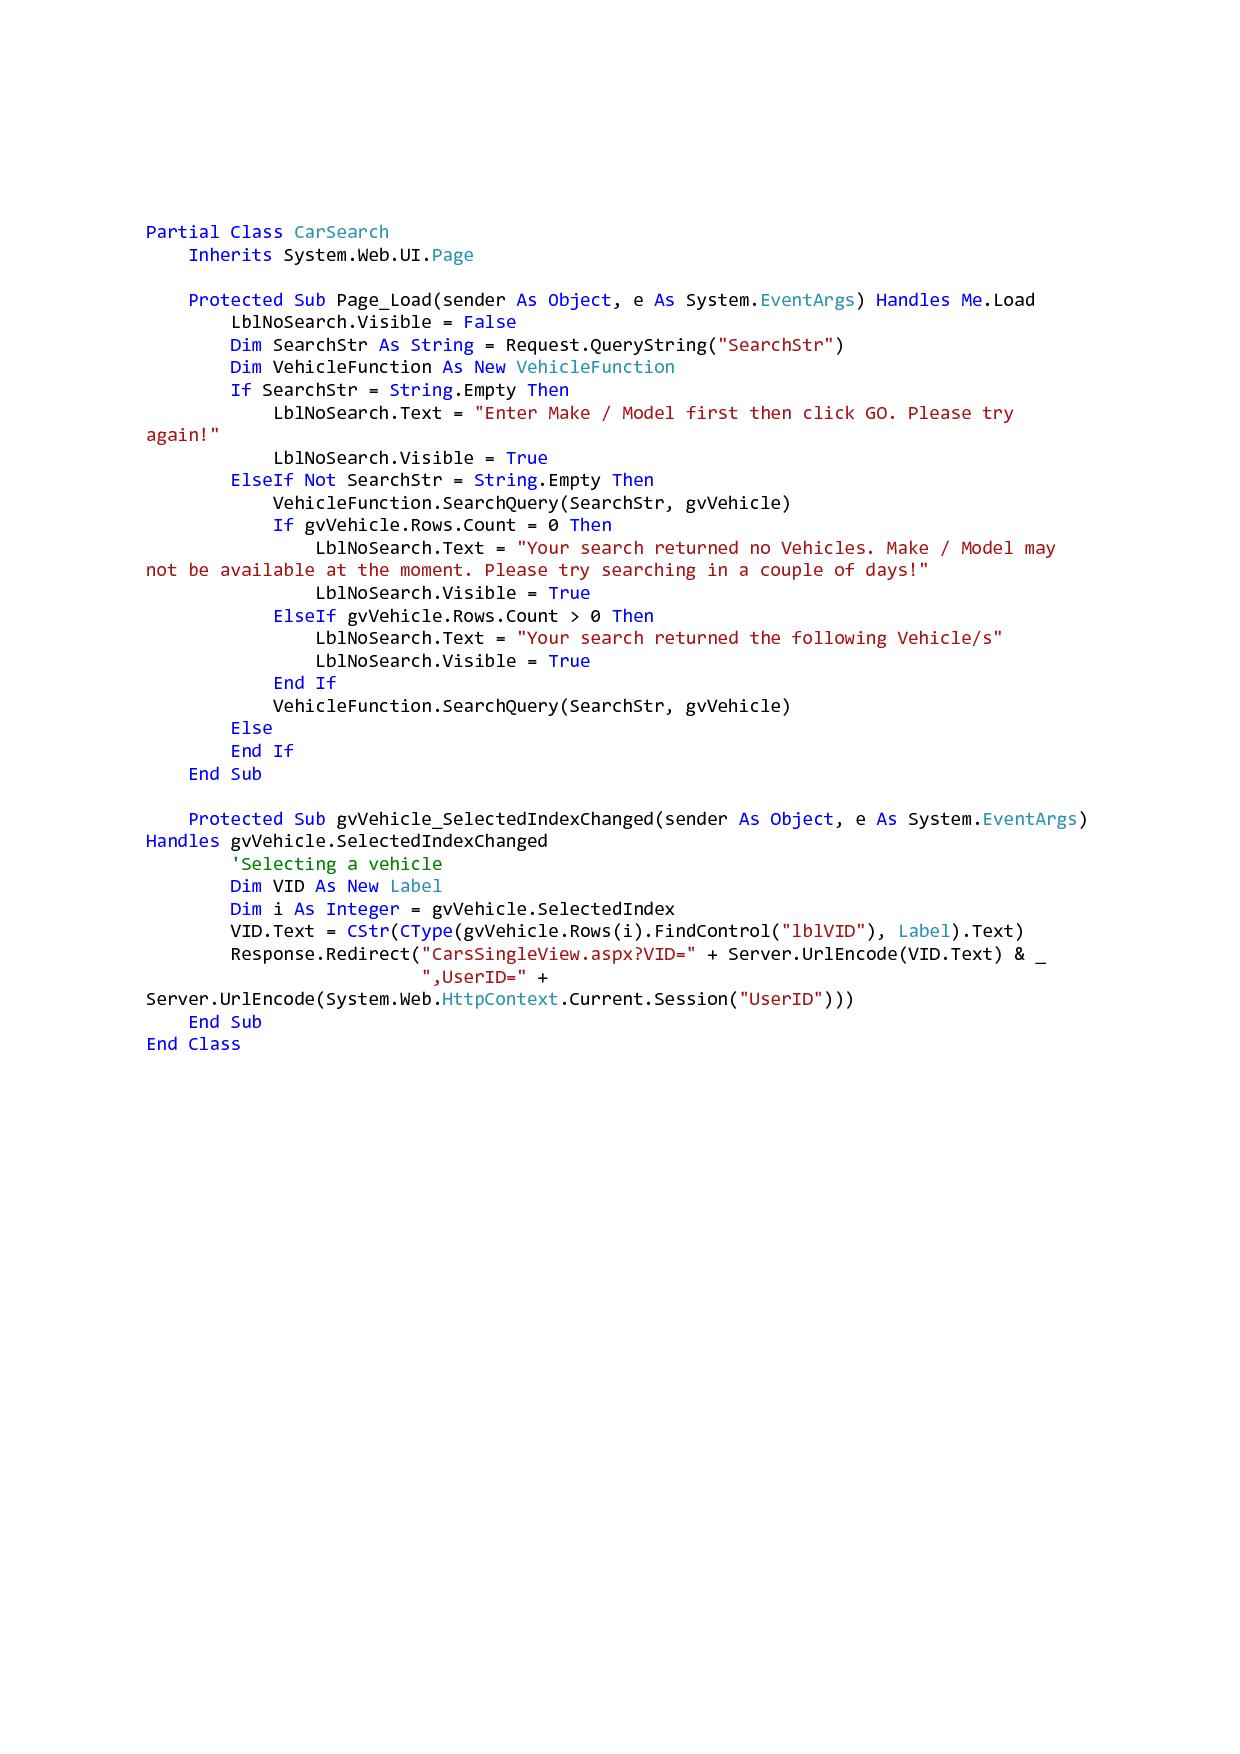 Partial Class CarSearch
    Inherits System.Web.UI.Page

    Protected Sub Page_Load(sender As Object, e As System.EventArgs) Handles Me.Load
        LblNoSearch.Visible = False
        Dim SearchStr As String = Request.QueryString("SearchStr")
        Dim VehicleFunction As New VehicleFunction
        If SearchStr = String.Empty Then
            LblNoSearch.Text = "Enter Make / Model first then click GO. Please try
again!"
            LblNoSearch.Visible = True
        ElseIf Not SearchStr = String.Empty Then
            VehicleFunction.SearchQuery(SearchStr, gvVehicle)
            If gvVehicle.Rows.Count = 0 Then
                LblNoSearch.Text = "Your search returned no Vehicles. Make / Model may
not be available at the moment. Please try searching in a couple of days!"
                LblNoSearch.Visible = True
            ElseIf gvVehicle.Rows.Count > 0 Then
                LblNoSearch.Text = "Your search returned the following Vehicle/s"
                LblNoSearch.Visible = True
            End If
            VehicleFunction.SearchQuery(SearchStr, gvVehicle)
        Else
        End If
    End Sub

    Protected Sub gvVehicle_SelectedIndexChanged(sender As Object, e As System.EventArgs)
Handles gvVehicle.SelectedIndexChanged
        'Selecting a vehicle
        Dim VID As New Label
        Dim i As Integer = gvVehicle.SelectedIndex
        VID.Text = CStr(CType(gvVehicle.Rows(i).FindControl("lblVID"), Label).Text)
        Response.Redirect("CarsSingleView.aspx?VID=" + Server.UrlEncode(VID.Text) & _
                          ",UserID=" +
Server.UrlEncode(System.Web.HttpContext.Current.Session("UserID")))
    End Sub
End Class